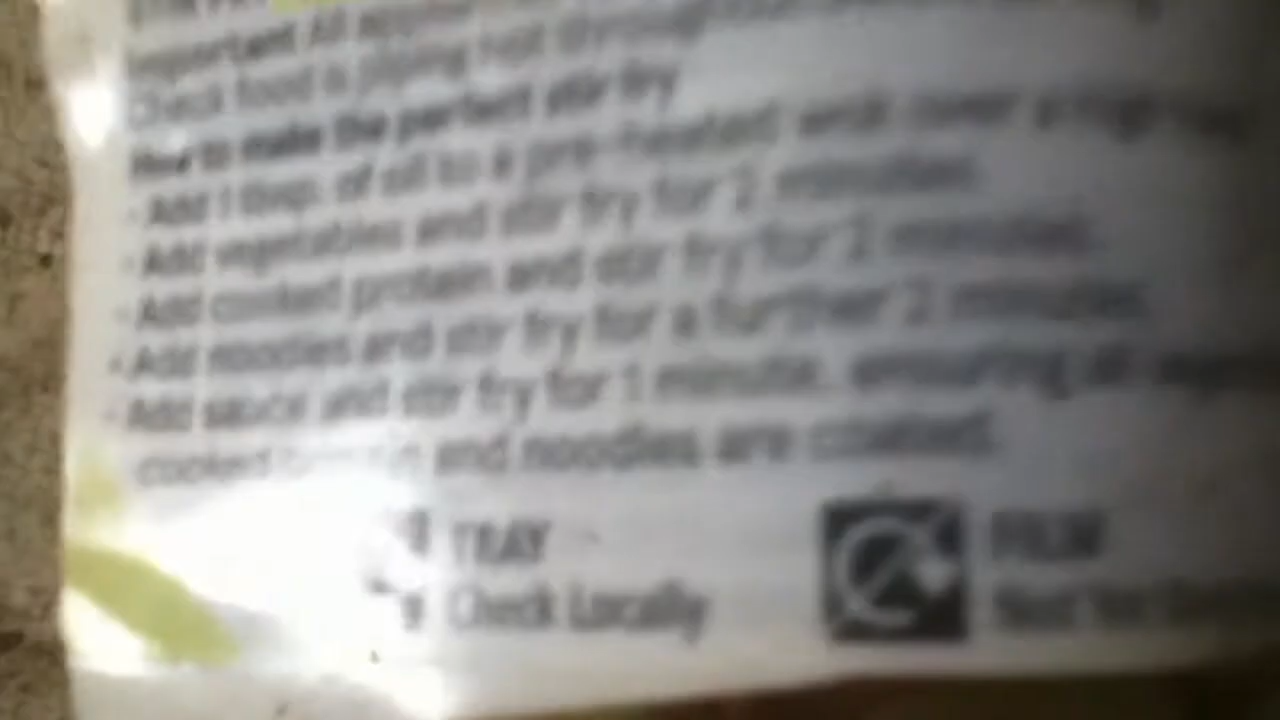 STIR FRY
Important All
Check food is piping hot throughout
How to make the perfect stir fry
· Add 1 tbsp. of oil to a pre-heated wok over a high
· Add vegetables and stir fry for 2 minutes.
· Add cooked protein and stir fry for 2 minutes.
· Add noodles and stir fry for a further 2 minutes.
· Add sauce and stir fry for 1 minute, ensuring all
cooked and noodles are coated.
TRAY
Check Locally
FILM